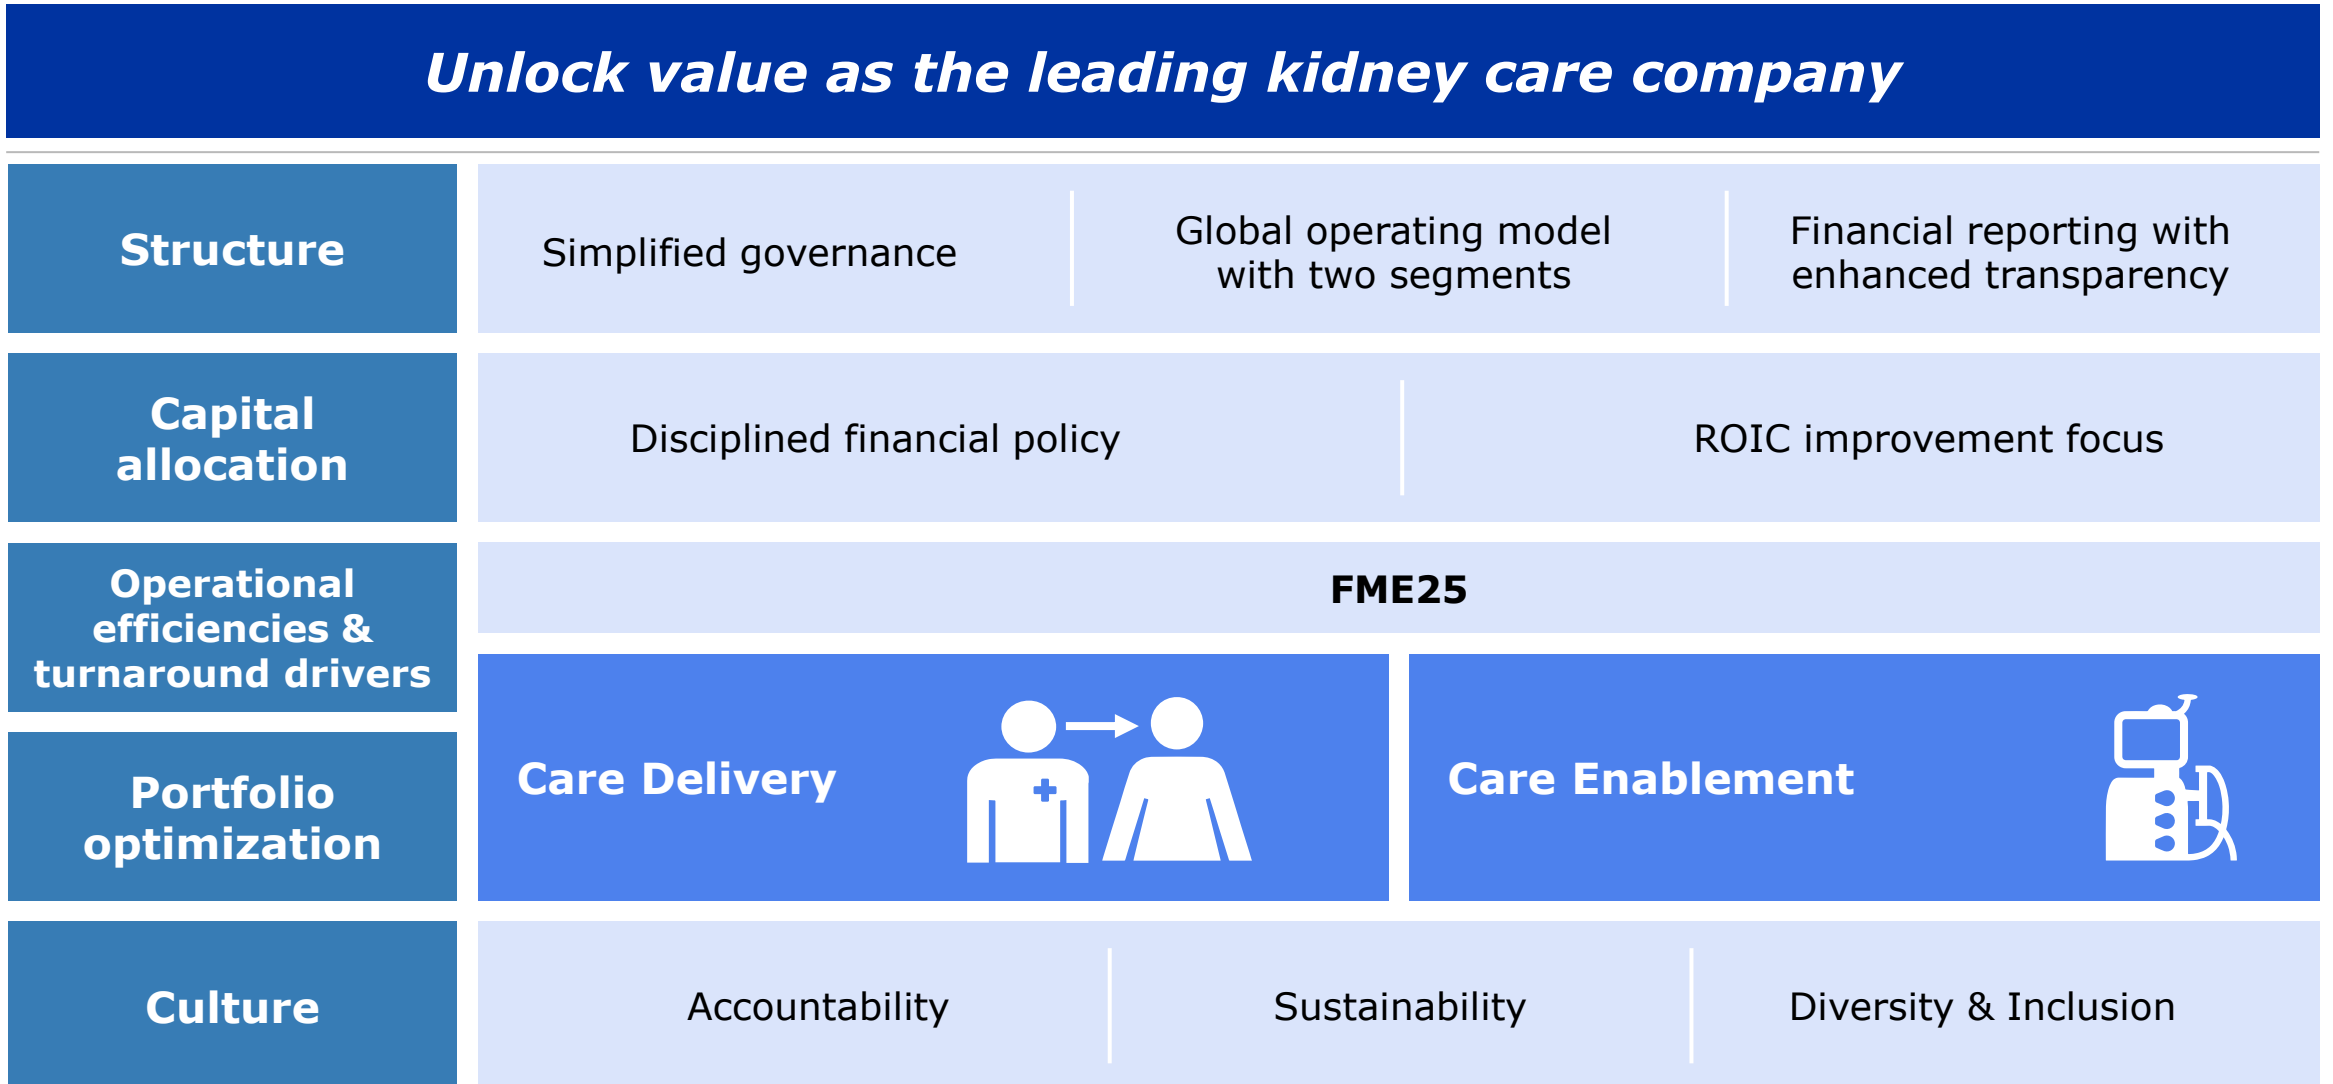 Unlock value as the leading kidney care company
Structure
Simplified governance
Global operating model
with two segments
Financial reporting with
enhanced transparency
Capital
allocation
Disciplined financial policy
ROIC improvement focus
Operational
efficiencies &
turnaround drivers
FME25
Portfolio
optimization
Care Delivery
Care Enablement
Culture
Accountability
Sustainability
Diversity & Inclusion